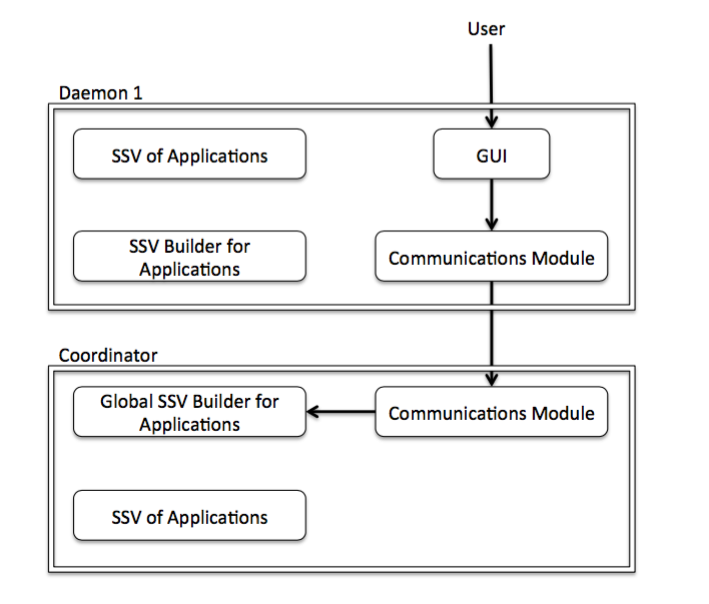 User
Daemon 1
SSV of Applications
GUI
SSV Builder for
Applications
Communications Module
Coordinator
Global SSV Builder for
Applications
Communications Module
SSV of Applications